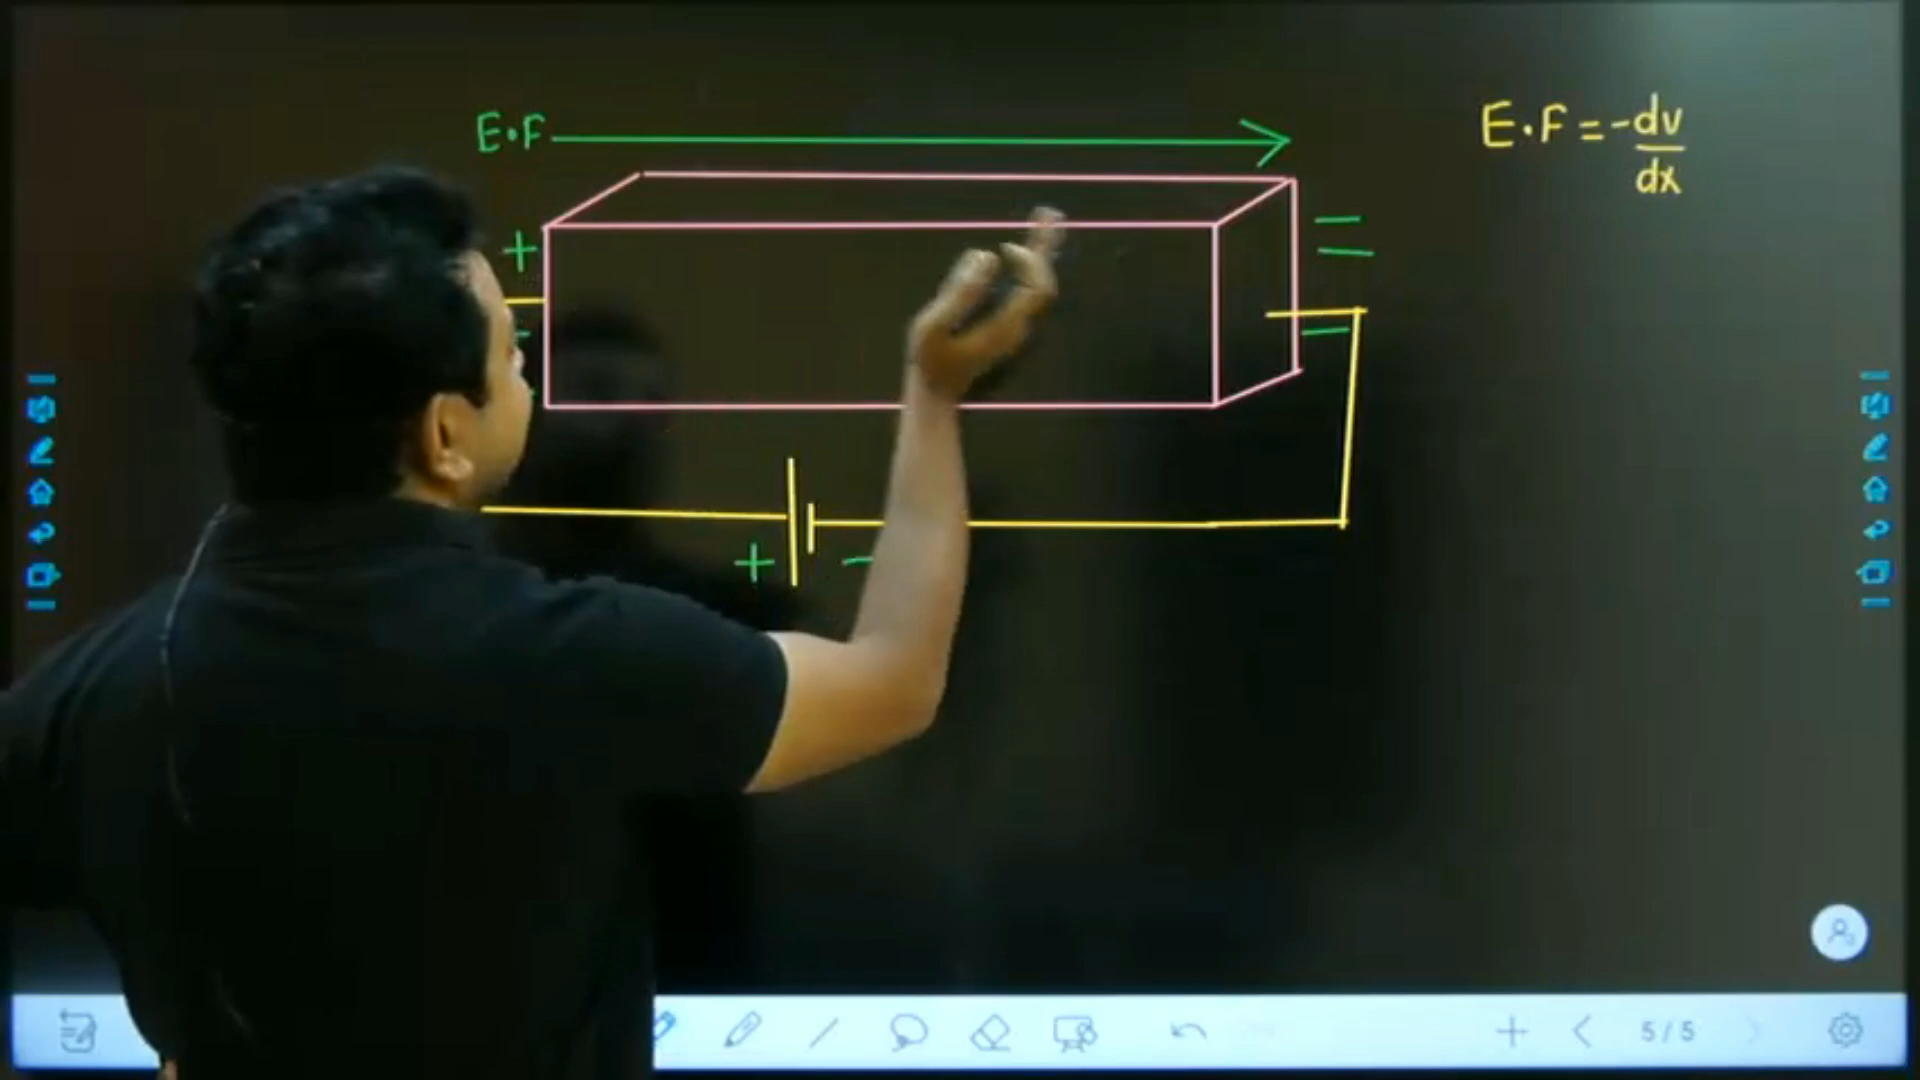 E.F
E.F = -dv/dx
+
+ -
5/5